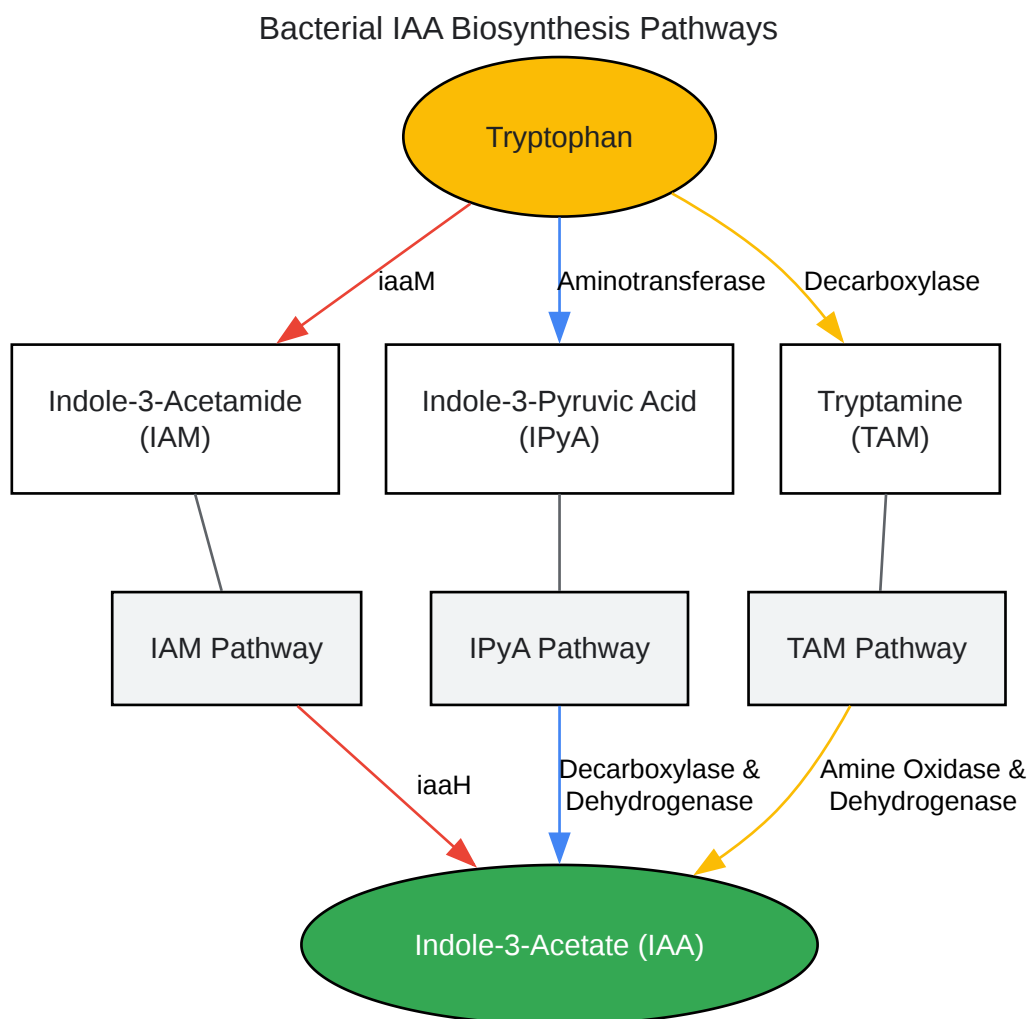 Bacterial IAA Biosynthesis Pathways
Tryptophan
iaaM
Aminotransferase
Decarboxylase
Indole-3-Acetamide
(IAM)
Indole-3-Pyruvic Acid
(IPyA)
Tryptamine
(TAM)
IAM Pathway
IPyA Pathway
TAM Pathway
iaaH
Decarboxylase &
Dehydrogenase
Amine Oxidase &
Dehydrogenase
Indole-3-Acetate (IAA)